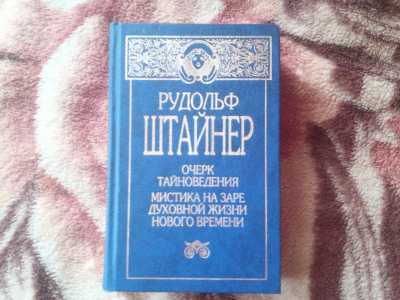 РУДОЛЬФ
ШТАЙНЕР
ОЧЕРК
ТАЙНОВЕДЕНИЯ
МИСТИКА НА ЗАРЕ
ДУХОВНОЙ ЖИЗНИ
НОВОГО ВРЕМЕНИ